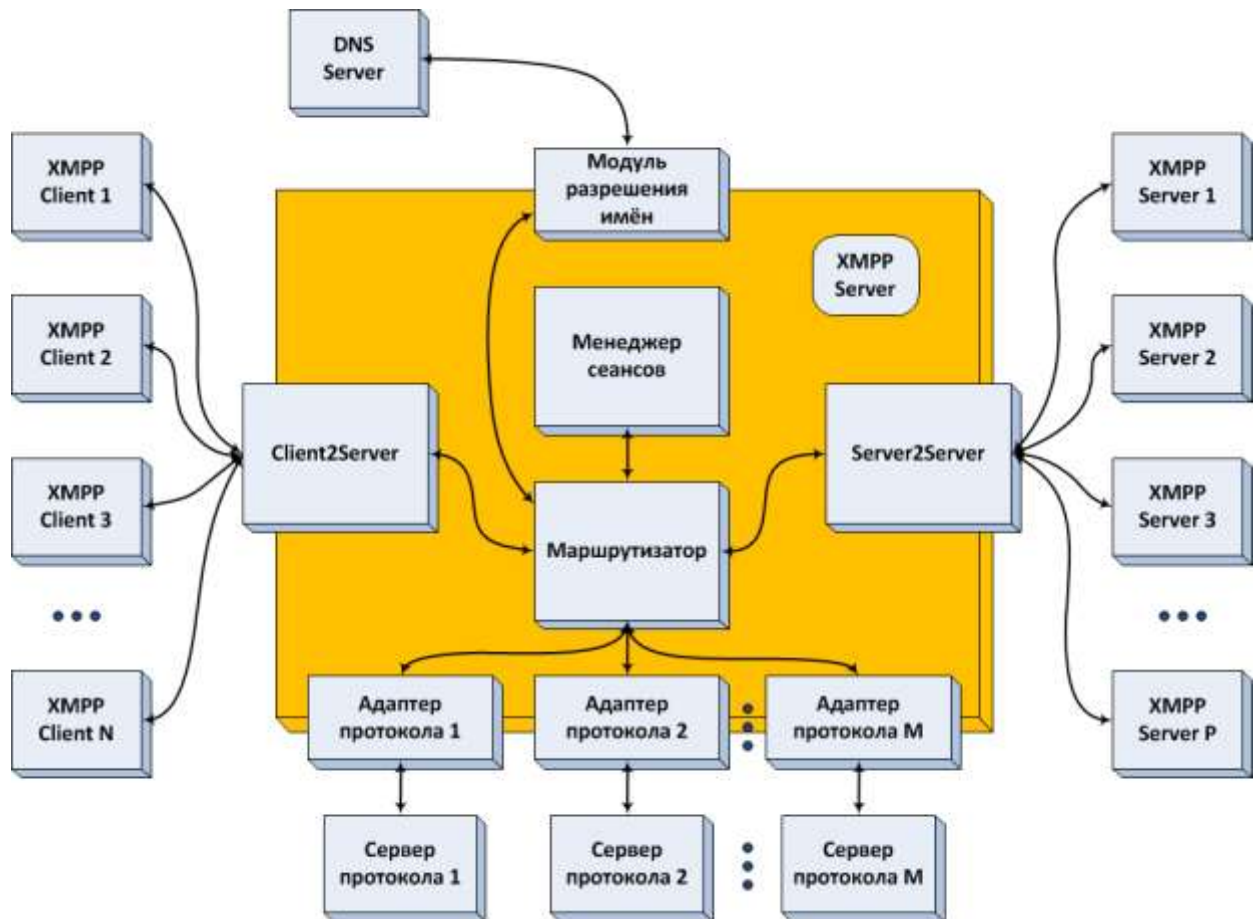 DNS
Server
XMPP
Client 1
Модуль
разрешения
имён
XMPP
Server 1
XMPP
Server
XMPP
Client 2
Менеджер
сеансов
XMPP
Server 2
Client2Server
Server2Server
XMPP
Client 3
Маршрутизатор
XMPP
Server 3
XMPP
Client N
Адаптер
протокола 1
Адаптер
протокола 2
Адаптер
протокола М
XMPP
Server P
Сервер
протокола 1
Сервер
протокола 2
Сервер
протокола М